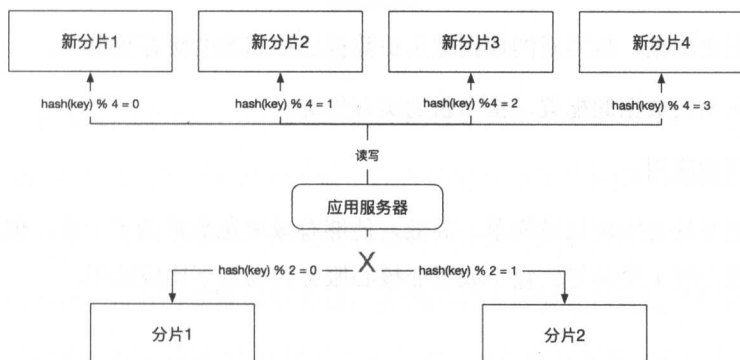 新分片1
新分片2
新分片3
新分片4
hash(key) % 4 = 0
hash(key) % 4 = 1
hash(key) %4 = 2
hash(key) % 4 = 3
读写
应用服务器
X
hash(key) % 2 = 0
hash(key) % 2 = 1
分片1
分片2